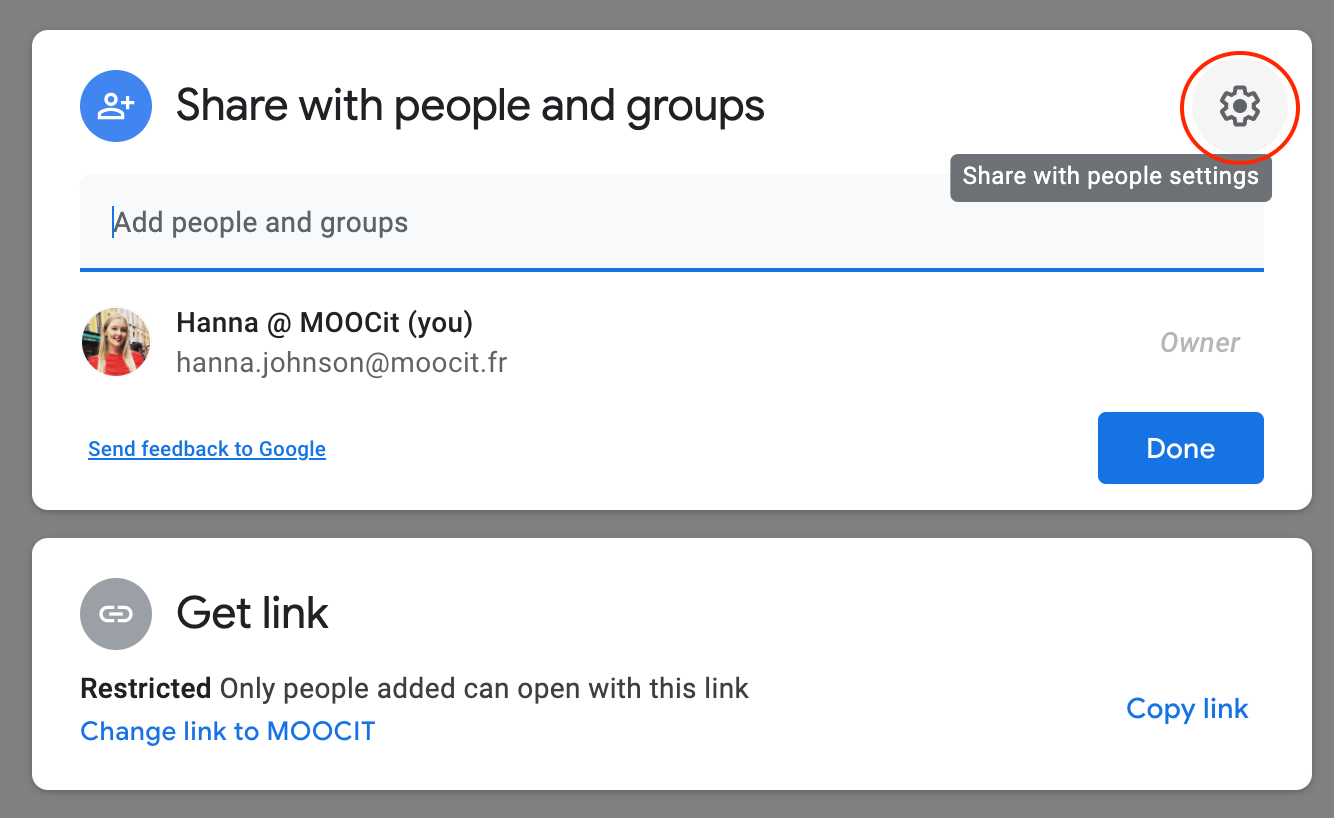 Share with people and groups
Share with people settings
Add people and groups
Hanna @ MOOCit (you)
hanna.johnson@moocit.fr
Owner
Send feedback to Google
Done
Get link
Restricted Only people added can open with this link
Change link to MOOCIT
Copy link